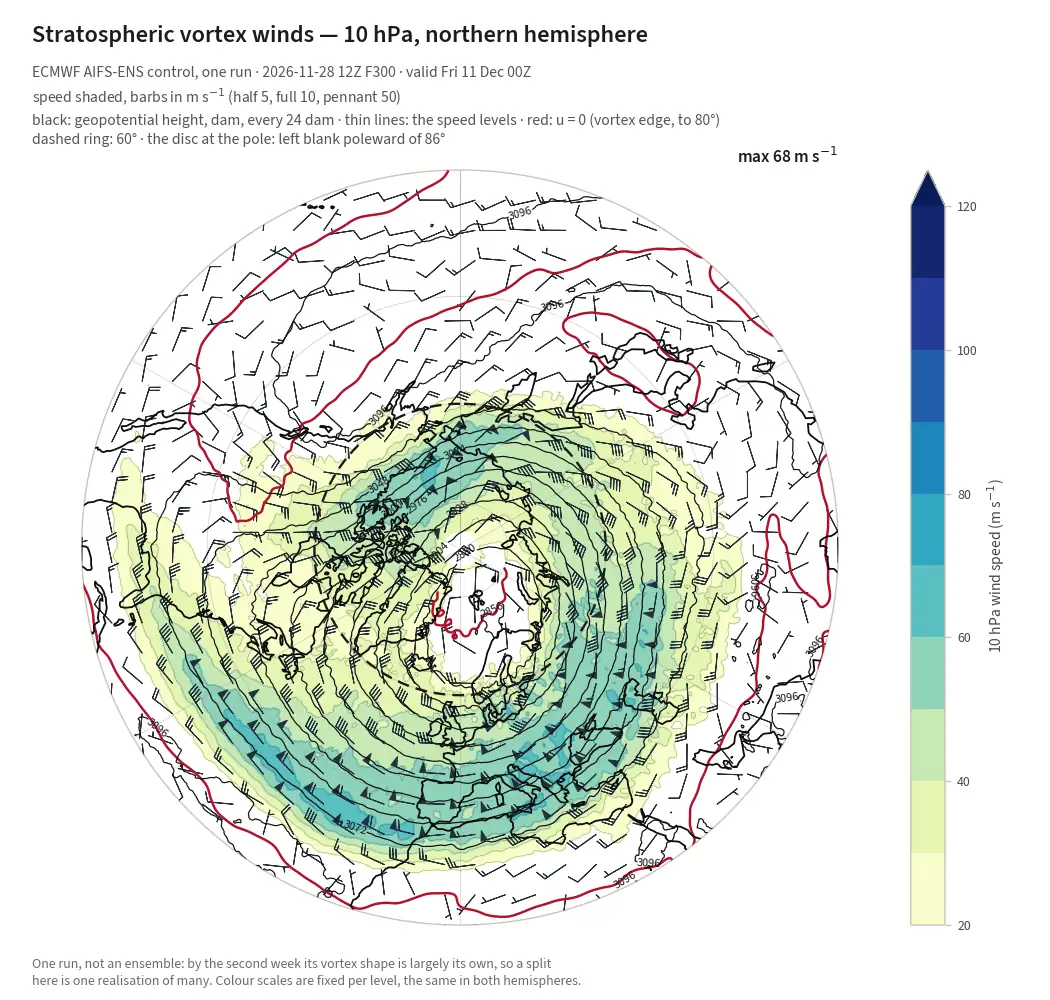 Stratospheric vortex winds — 10 hPa, northern hemisphere
ECMWF AIFS-ENS control, one run · 2026-11-28 12Z F300 · valid Fri 11 Dec 00Z
speed shaded, barbs in m s⁻¹ (half 5, full 10, pennant 50)
black: geopotential height, dam, every 24 dam · thin lines: the speed levels · red: u = 0 (vortex edge, to 80°)
dashed ring: 60° · the disc at the pole: left blank poleward of 86°
max 68 m s⁻¹
120
100
80
60
40
20
10 hPa wind speed (m s⁻¹)
3096
3096
3096
3096
3096
3096
3096
3096
3072
One run, not an ensemble: by the second week its vortex shape is largely its own, so a split
here is one realisation of many. Colour scales are fixed per level, the same in both hemispheres.